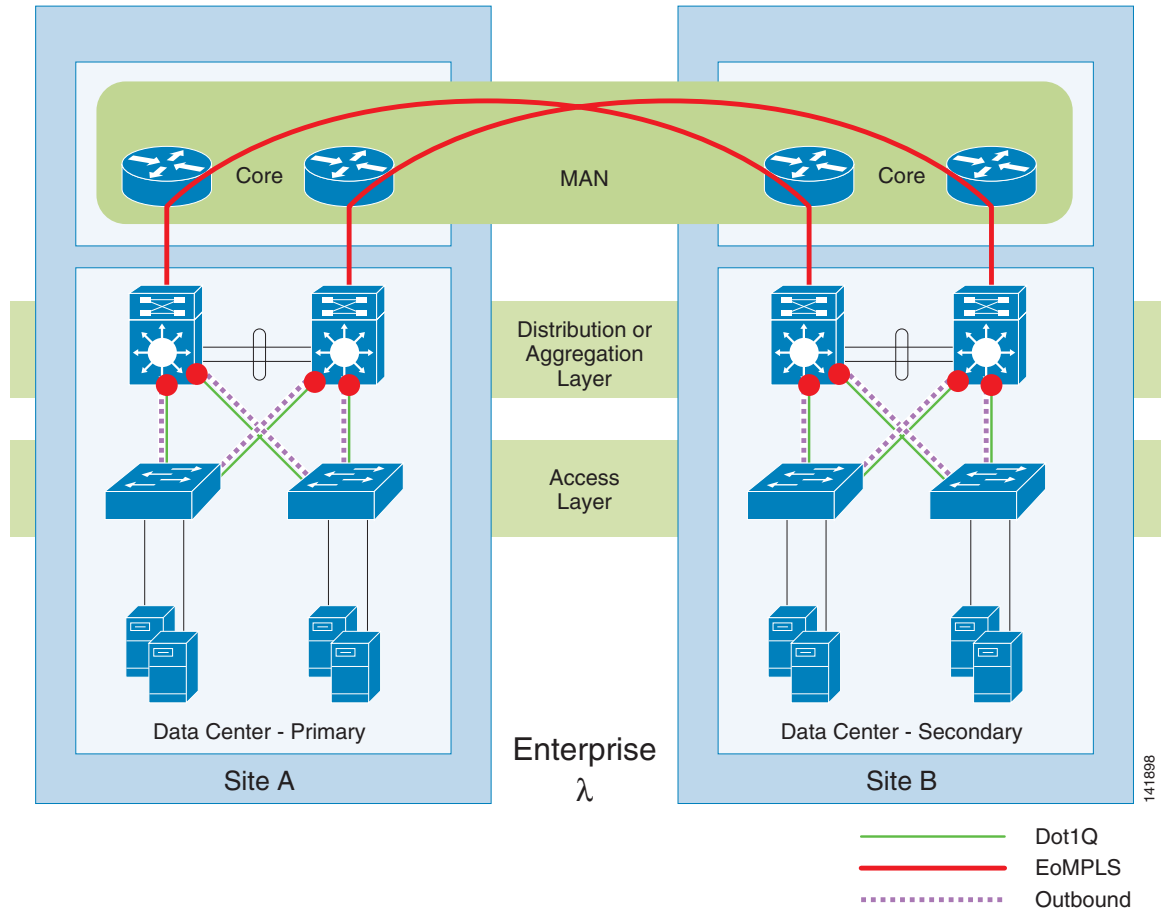 Core
MAN
Core
Distribution or
Aggregation
Layer
Access
Layer
Data Center - Primary
Data Center - Secondary
Site A
Enterprise
λ
Site B
141898
Dot1Q
EoMPLS
Outbound